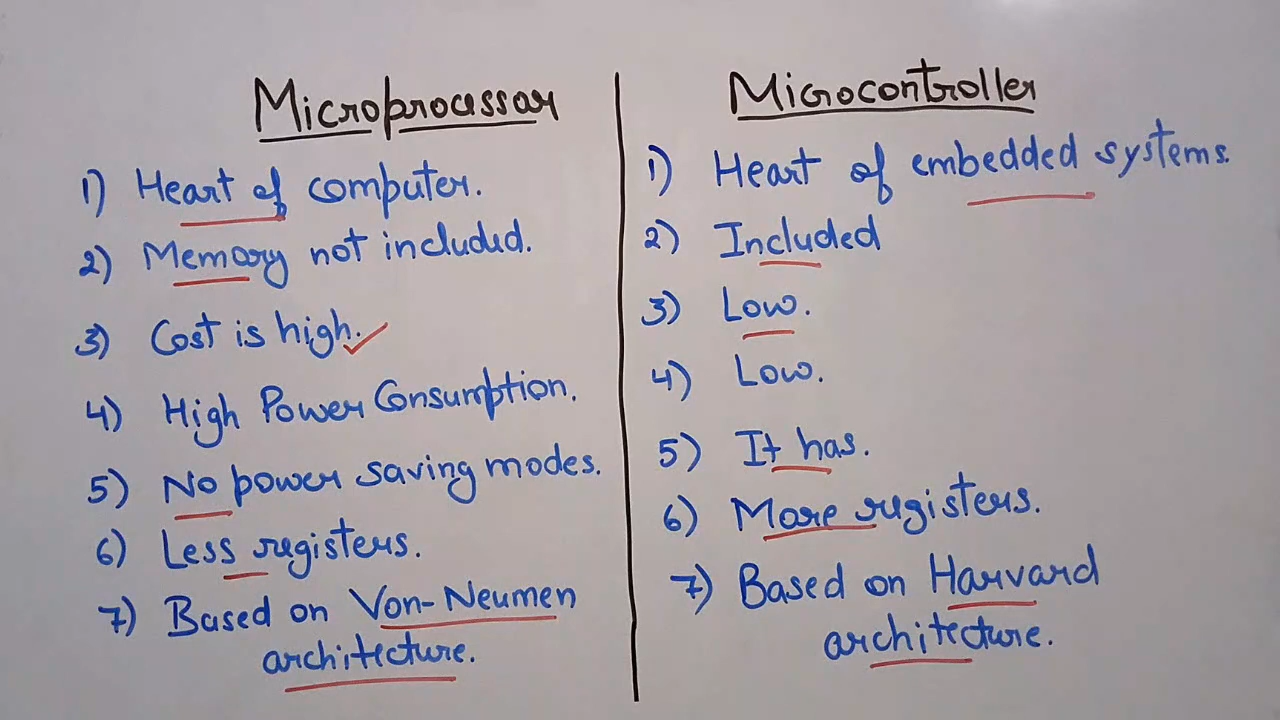 Microprocessor
1) Heart of computer.
2) Memory not included.
3) Cost is high.
4) High Power Consumption.
5) No power saving modes.
6) Less registers.
7) Based on Von-Neumen
architecture.
Microcontroller
1) Heart of embedded systems.
2) Included
3) Low.
4) Low.
5) It has.
6) More registers.
7) Based on Harvard
architecture.